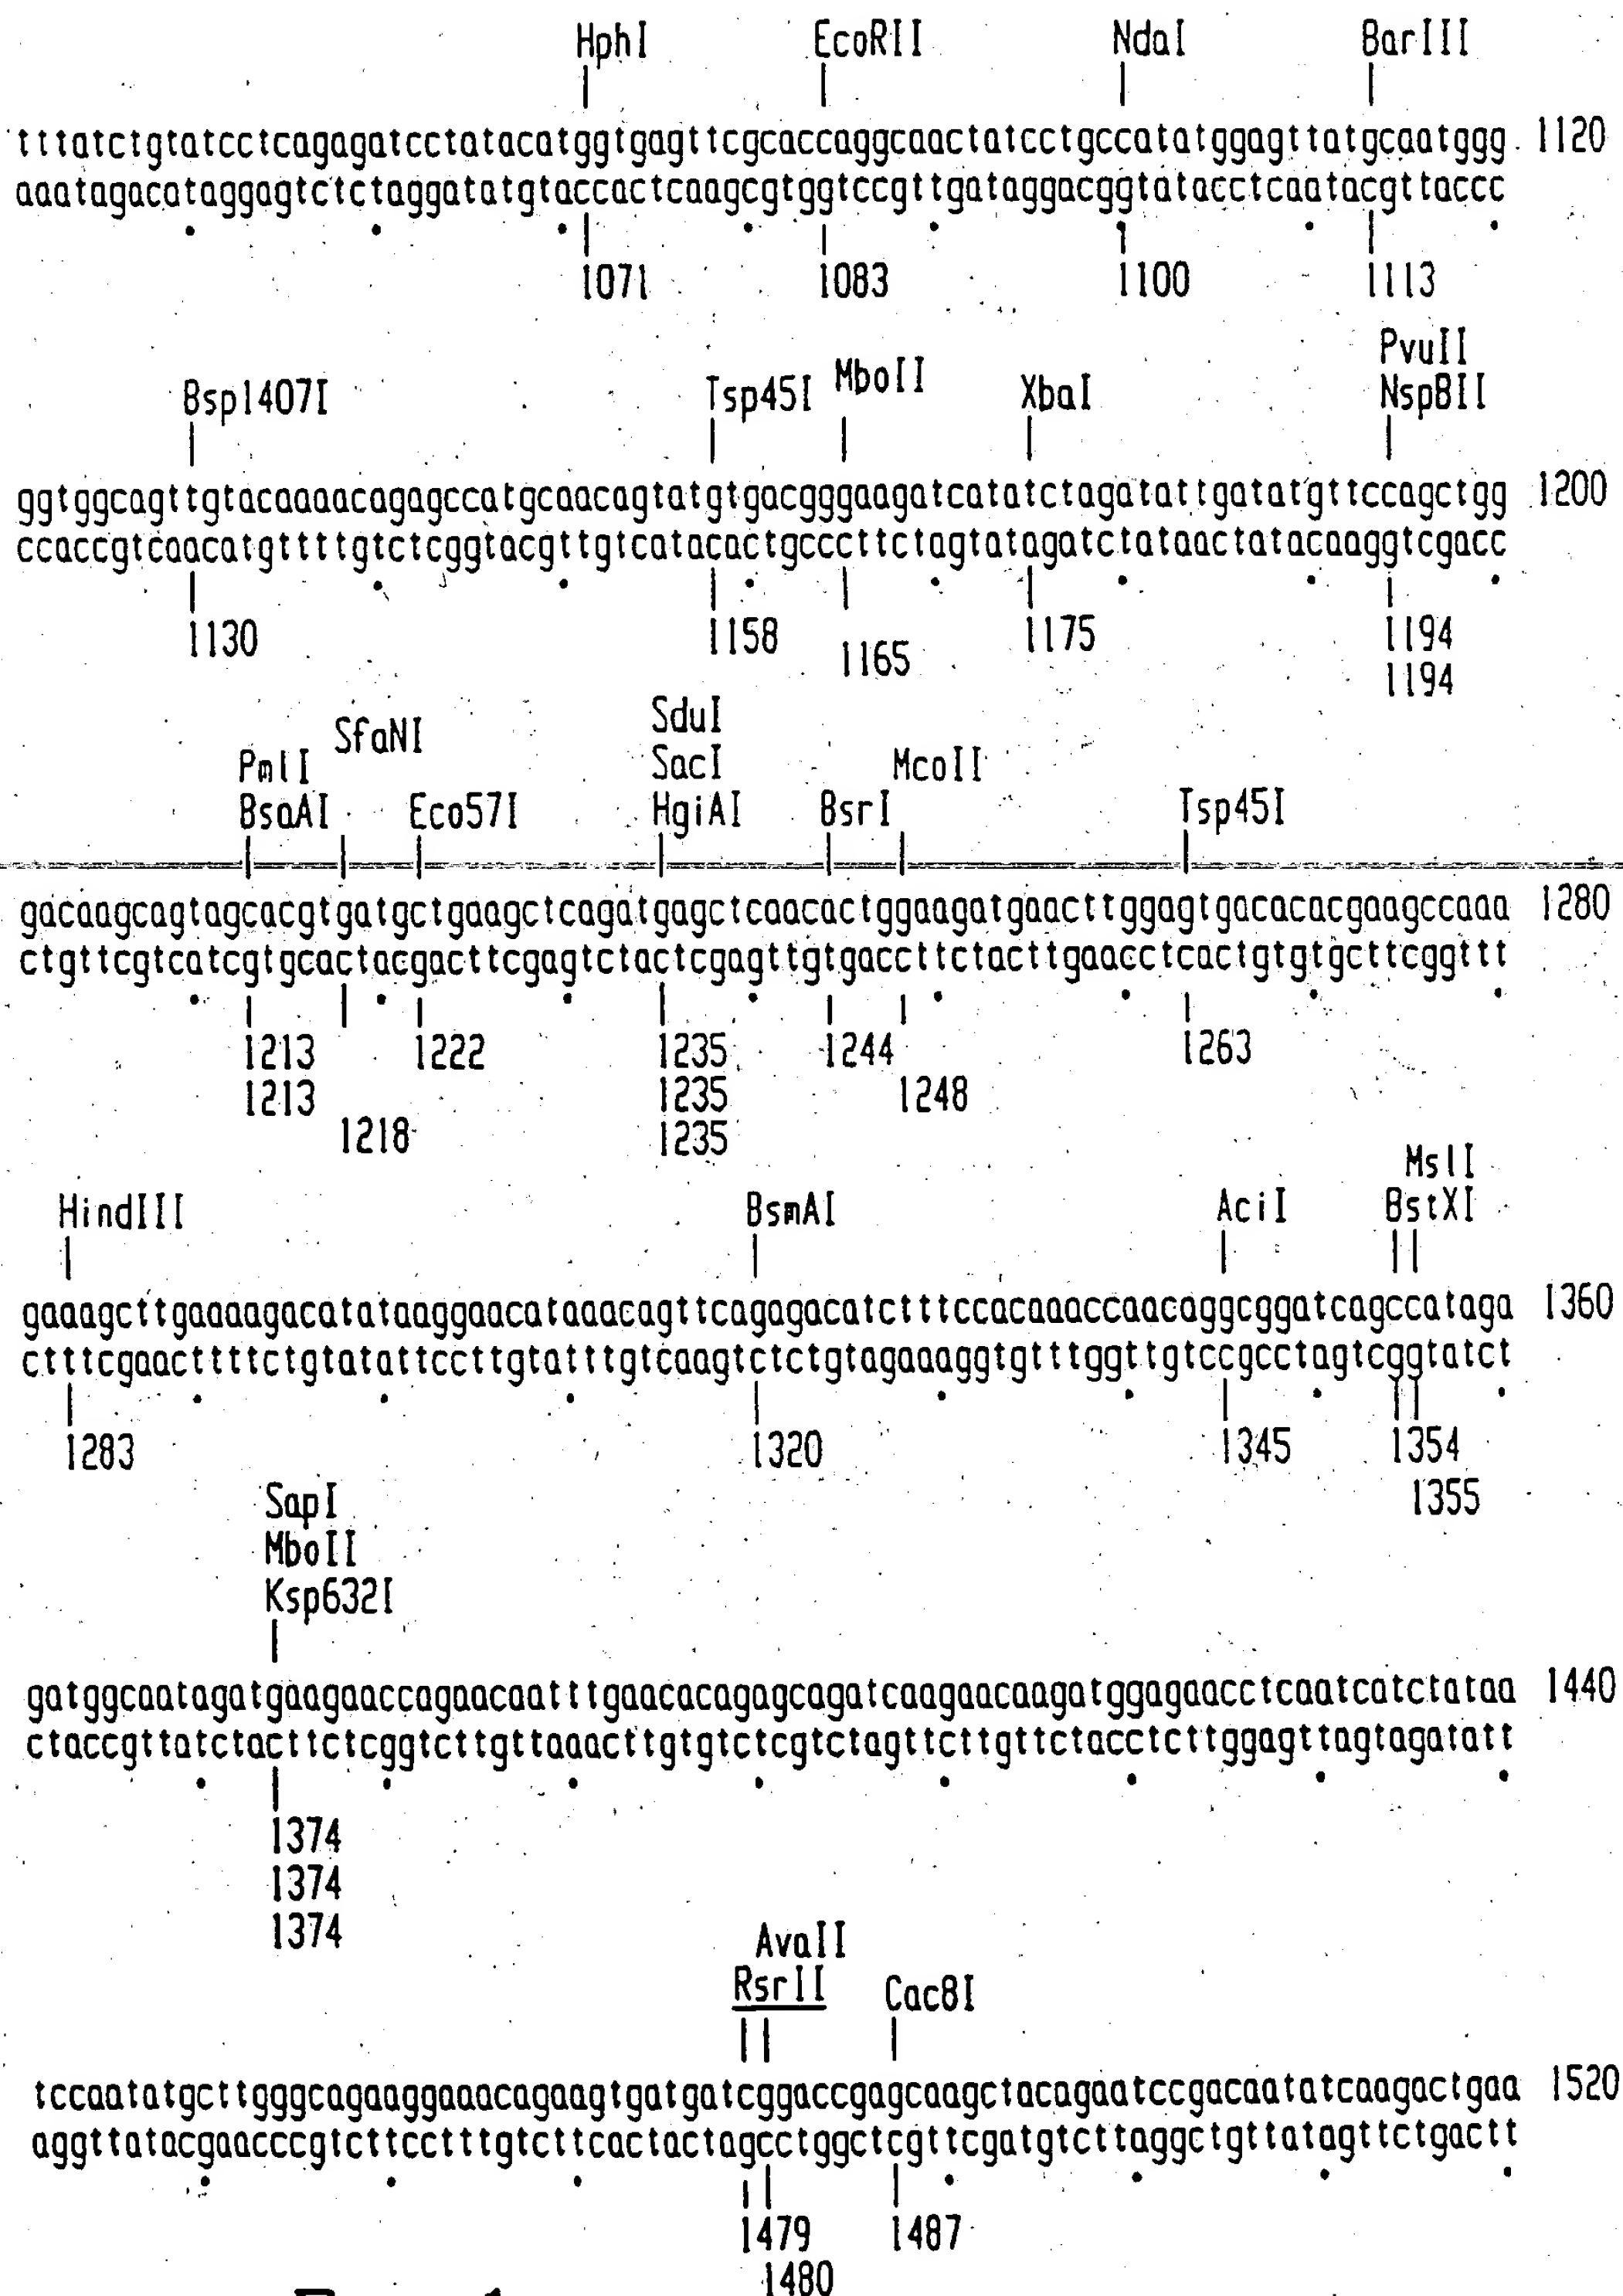 HphI EcoRII NdaI BarIII
tttatctgtatcctcagagatcctatacatggtgagttcgcaccaggcaactatcctgccatatggagttatgcaatggg 1120
aaatagacataggagtctctaggatatgtaccactcaagcgtggtccgttgataggacggtatacctcaatacgttaccc
1071 1083 1100 1113
PvuII
Bsp1407I Tsp45I MboII XbaI NspBII
ggtggcagttgtacaaaacagagccatgcaacagtatgtgacgggaagatcatatctagatattgatatgttccagctgg 1200
ccaccgtcaacatgttttgtctcggtacgttgtcatacactgcccttctagtatagatctataactatacaaggtcgacc
1130 1158 1165 1175 1194
1194
SduI
PmlI SfaNI SacI McoII
BsaAI Eco57I HgiAI BsrI Tsp45I
gacaagcagtagcacgtgatgctgaagctcagatgagctcaacactggaagatgaacttggagtgacacacgaagccaaa 1280
ctgttcgtcatcgtgcactacgacttcgagtctactcgagttgtgaccttctacttgaacctcactgtgtgcttcggttt
1213 1222 1235 1244 1263
1213 1235 1248
1218 1235
MslI
HindIII BsmAI AciI BstXI
gaaagcttgaaaagacatataaggaacataaacagttcagagacatctttccacaaaccaacaggcggatcagccataga 1360
ctttcgaacttttctgtatattccttgtatttgtcaagtctctgtagaaaggtgtttggttgtccgcctagtcggtatct
1283 1320 1345 1354
1355
SapI
MboII
Ksp632I
gatggcaatagatgaagaaccagaacaatttgaacacagagcagatcaagaacaagatggagaacctcaatcatctataa 1440
ctaccgttatctacttctcggtcttgttaaacttgtgtctcgtctagttcttgttctacctcttggagttagtagatatt
1374
1374
1374
AvaII
RsrII Cac8I
tccaatatgcttgggcagaaggaaacagaagtgatgatcggaccgagcaagctacagaatccgacaatatcaagactgaa 1520
aggttatacgaacccgtcttcctttgtcttcactactagcctggctcgttcgatgtcttaggctgttatagttctgactt
1479 1487
1480